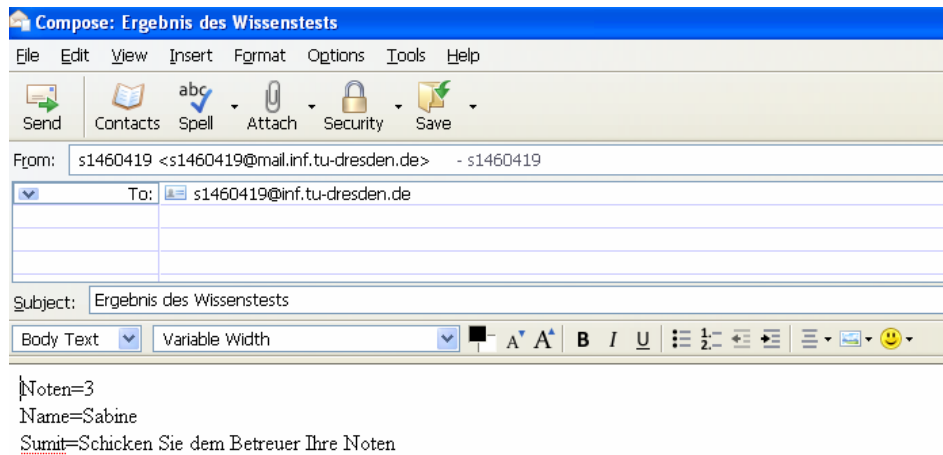 Compose: Ergebnis des Wissenstests
File Edit View Insert Format Options Tools Help
abc
Send Contacts Spell Attach Security Save
From: s1460419 <s1460419@mail.inf.tu-dresden.de> - s1460419
To: s1460419@inf.tu-dresden.de
Subject: Ergebnis des Wissenstests
Body Text Variable Width A A B I U
Noten=3
Name=Sabine
Sumit=Schicken Sie dem Betreuer Ihre Noten